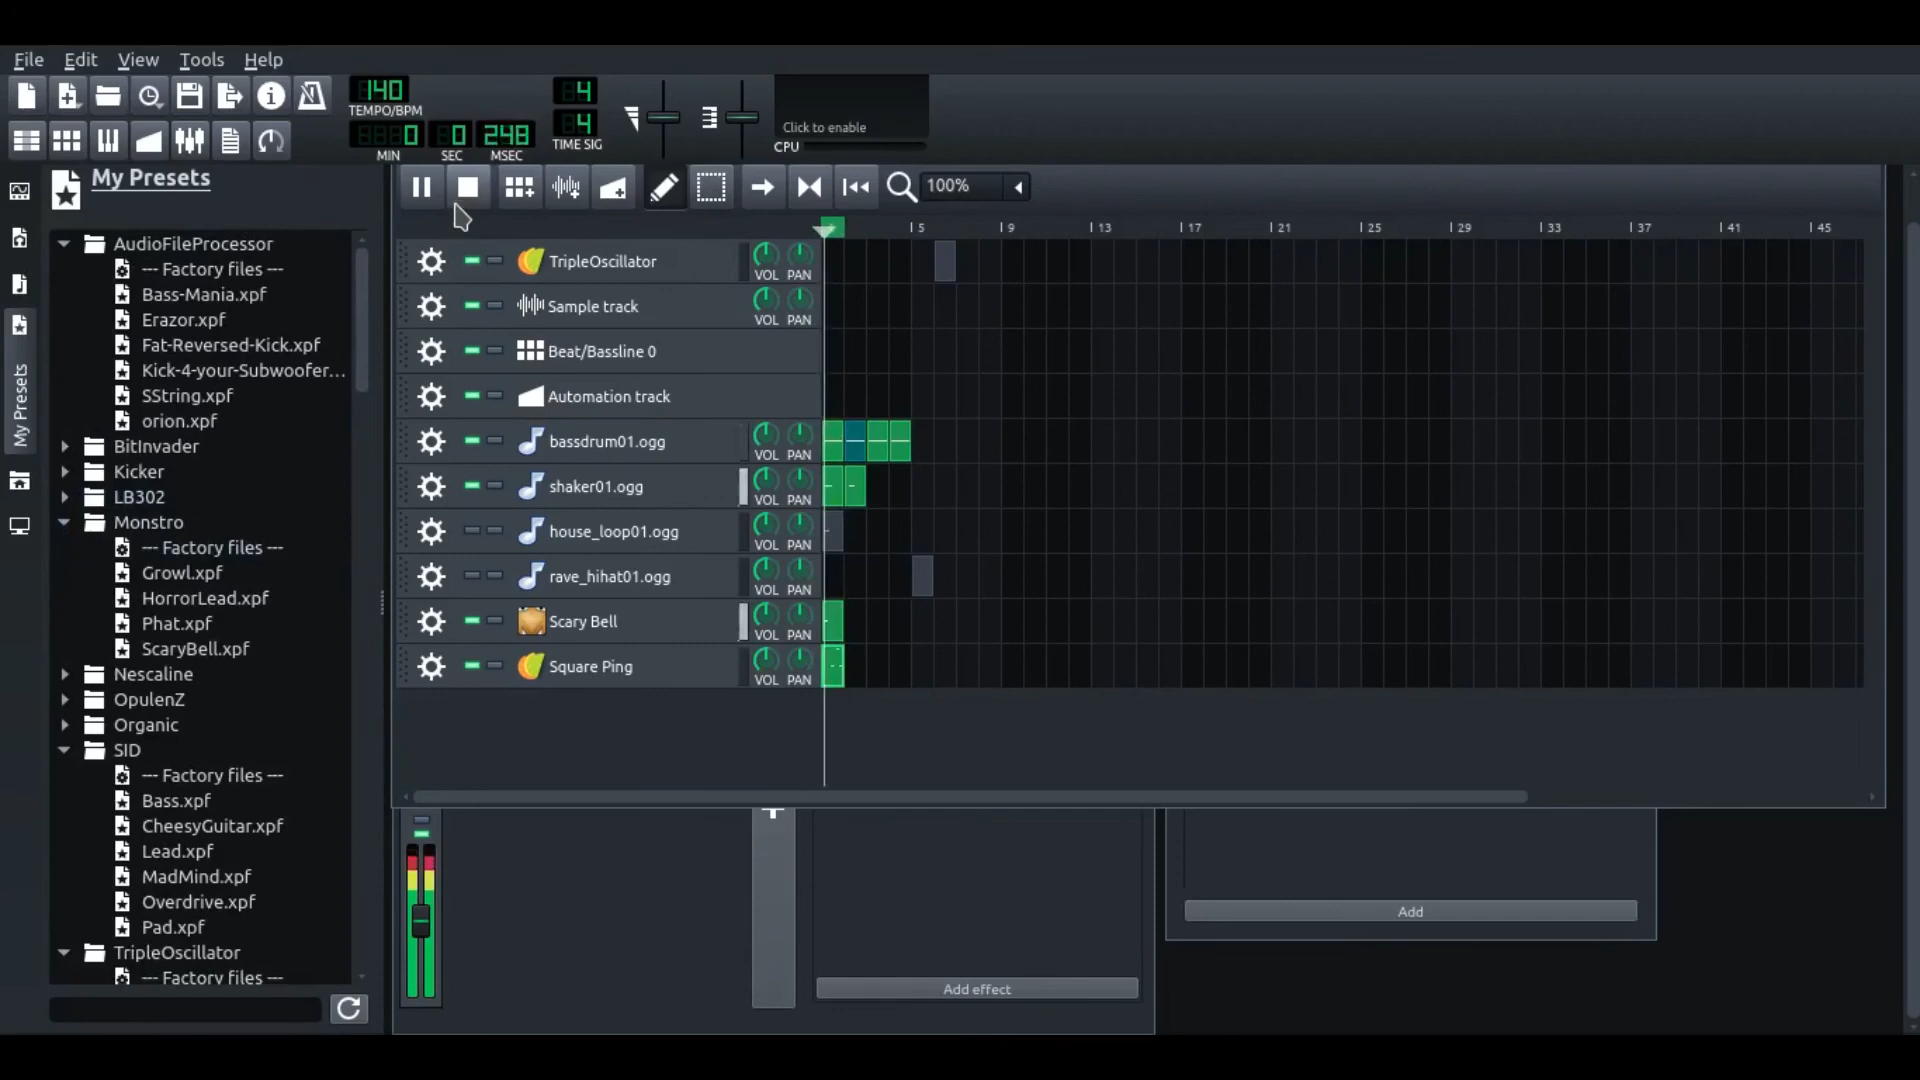 File Edit View Tools Help
140
TEMPO/BPM
0 0 248
MIN SEC MSEC
4
4
TIME SIG
Click to enable
CPU
My Presets
My Presets
AudioFileProcessor
--- Factory files ---
Bass-Mania.xpf
Erazor.xpf
Fat-Reversed-Kick.xpf
Kick-4-your-Subwoofer...
SString.xpf
orion.xpf
BitInvader
Kicker
LB302
Monstro
--- Factory files ---
Growl.xpf
HorrorLead.xpf
Phat.xpf
ScaryBell.xpf
Nescaline
OpulenZ
Organic
SID
--- Factory files ---
Bass.xpf
CheesyGuitar.xpf
Lead.xpf
MadMind.xpf
Overdrive.xpf
Pad.xpf
TripleOscillator
--- Factory files ---
100%
5 9 13 17 21 25 29 33 37 41 45
TripleOscillator VOL PAN
Sample track VOL PAN
Beat/Bassline 0
Automation track
bassdrum01.ogg VOL PAN
shaker01.ogg VOL PAN
house_loop01.ogg VOL PAN
rave_hihat01.ogg VOL PAN
Scary Bell VOL PAN
Square Ping VOL PAN
Add
Add effect